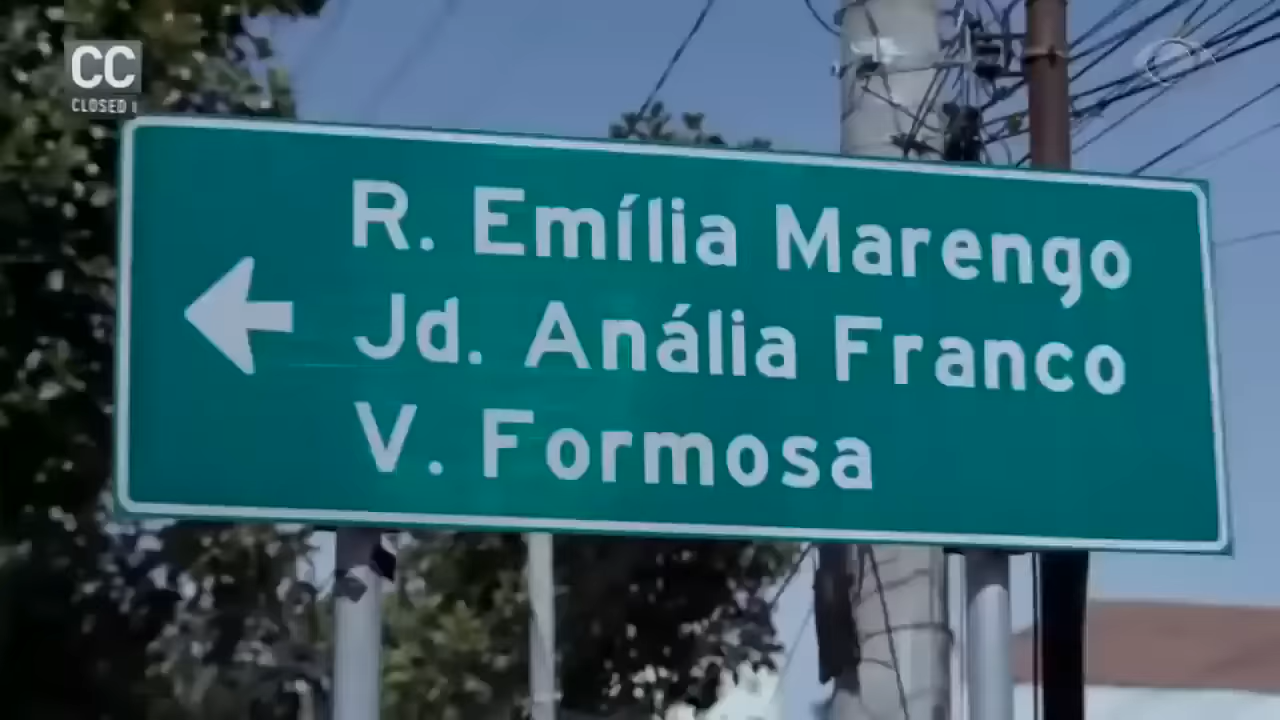 CC
CLOSED
R. Emília Marengo
Jd. Anália Franco
V. Formosa